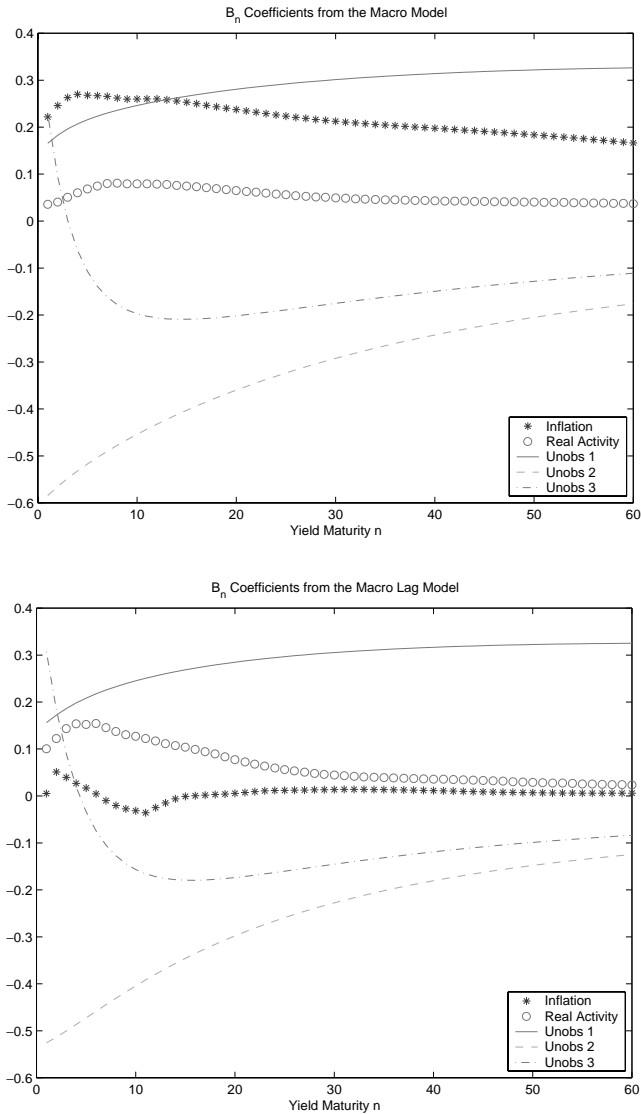 B_n Coefficients from the Macro Model
0.4
0.3
0.2
0.1
0
−0.1
−0.2
−0.3
−0.4
−0.5
−0.6
Inflation
Real Activity
Unobs 1
Unobs 2
Unobs 3
0 10 20 30 40 50 60
Yield Maturity n
B_n Coefficients from the Macro Lag Model
0.4
0.3
0.2
0.1
0
−0.1
−0.2
−0.3
−0.4
−0.5
−0.6
Inflation
Real Activity
Unobs 1
Unobs 2
Unobs 3
0 10 20 30 40 50 60
Yield Maturity n